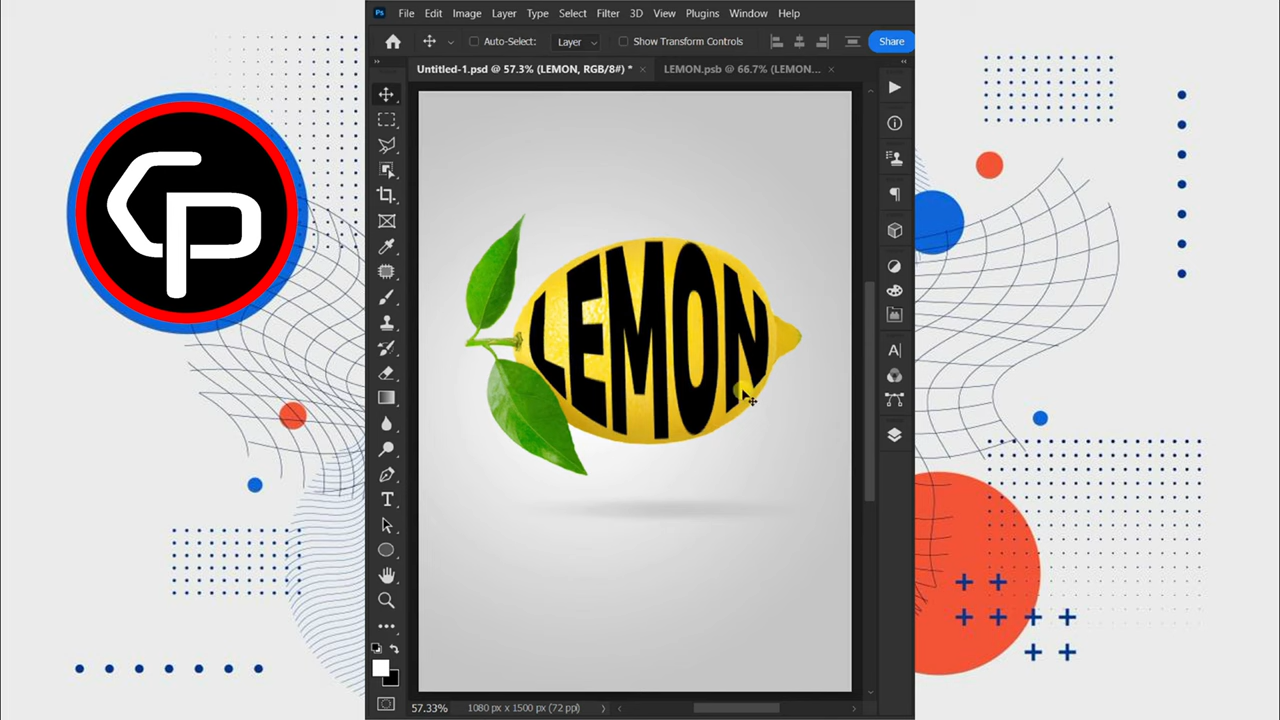 Ps File Edit Image Layer Type Select Filter 3D View Plugins Window Help
Auto-Select: Layer Show Transform Controls Share
Untitled-1.psd @ 57.3% (LEMON, RGB/8#) * × LEMON.psb @ 66.7% (LEMON... ×
CP
LEMON
57.33% 1080 px x 1500 px (72 ppi)